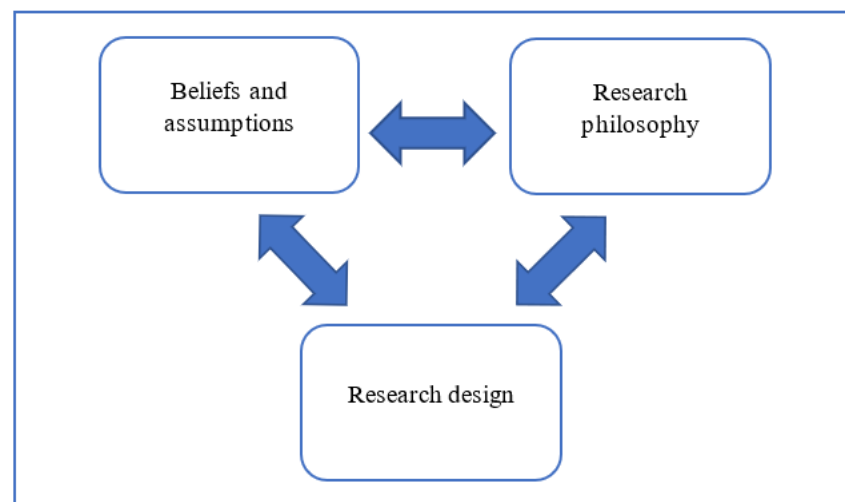 Beliefs and
assumptions
Research
philosophy
Research design